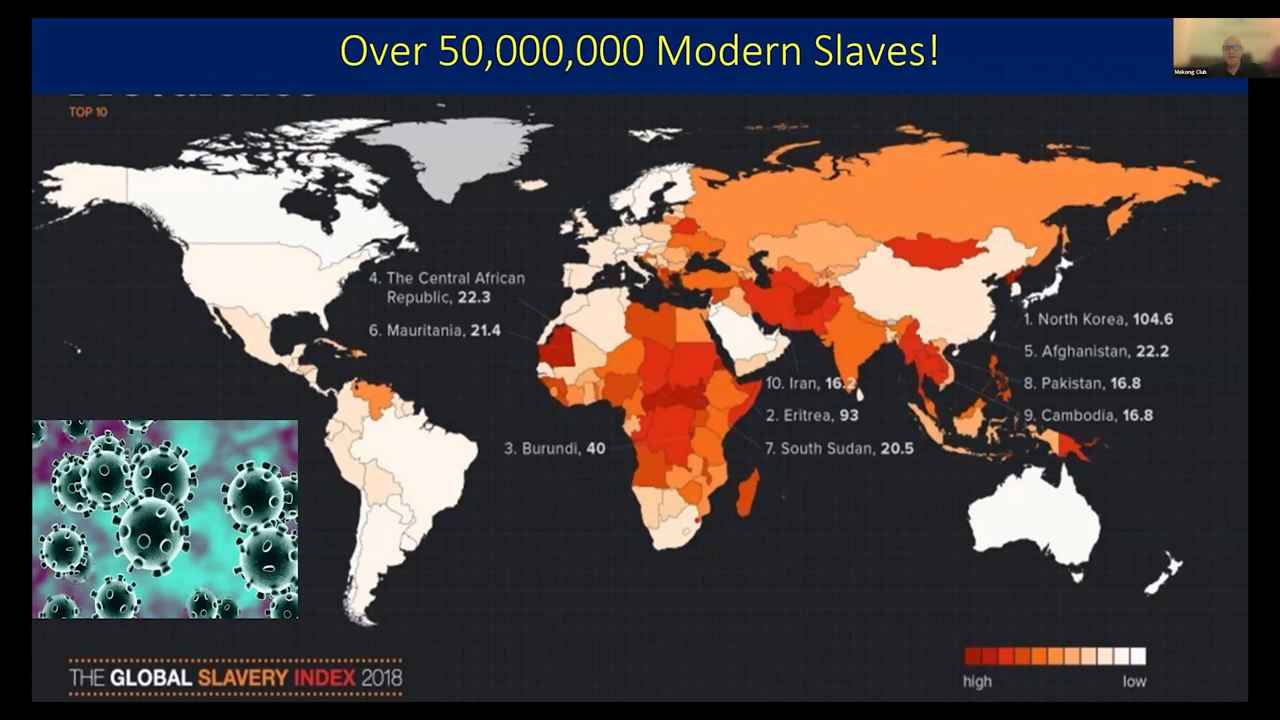 Over 50,000,000 Modern Slaves!
Mekong Club
TOP 10
4. The Central African
Republic, 22.3
6. Mauritania, 21.4
3. Burundi, 40
10. Iran, 16.2
2. Eritrea, 93
7. South Sudan, 20.5
1. North Korea, 104.6
5. Afghanistan, 22.2
8. Pakistan, 16.8
9. Cambodia, 16.8
THE GLOBAL SLAVERY INDEX 2018
high
low